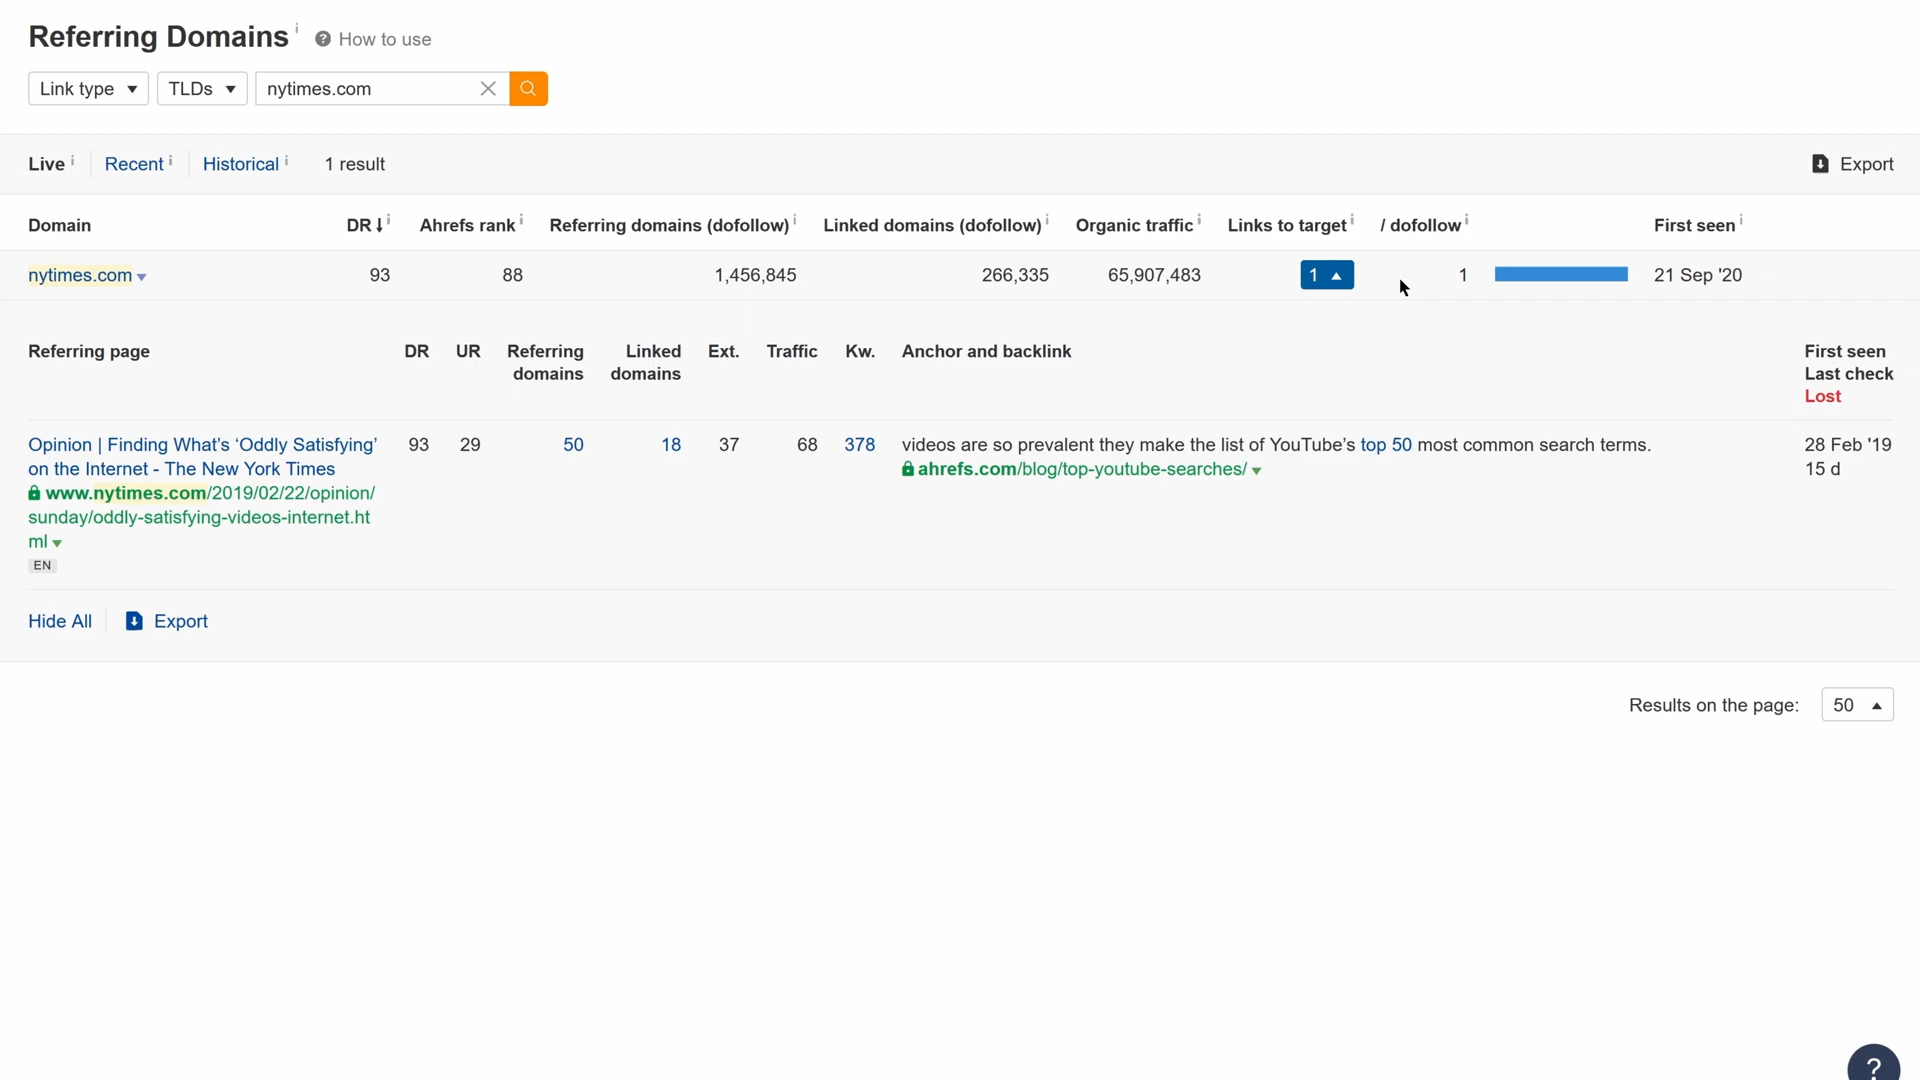 Referring Domains i ? How to use
Link type ▼ TLDs ▼ nytimes.com
Live i Recent i Historical i 1 result Export
Domain DR ↓ i Ahrefs rank i Referring domains (dofollow) i Linked domains (dofollow) i Organic traffic i Links to target i / dofollow i First seen i
nytimes.com ▼ 93 88 1,456,845 266,335 65,907,483 1 ▲ 1 21 Sep '20
Referring page DR UR Referring Linked Ext. Traffic Kw. Anchor and backlink First seen
domains domains Last check
Lost
Opinion | Finding What’s ‘Oddly Satisfying’ 93 29 50 18 37 68 378 videos are so prevalent they make the list of YouTube’s top 50 most common search terms. 28 Feb '19
on the Internet - The New York Times ahrefs.com/blog/top-youtube-searches/ ▼ 15 d
www.nytimes.com/2019/02/22/opinion/
sunday/oddly-satisfying-videos-internet.ht
ml ▼
EN
Hide All Export
Results on the page: 50 ▲
?